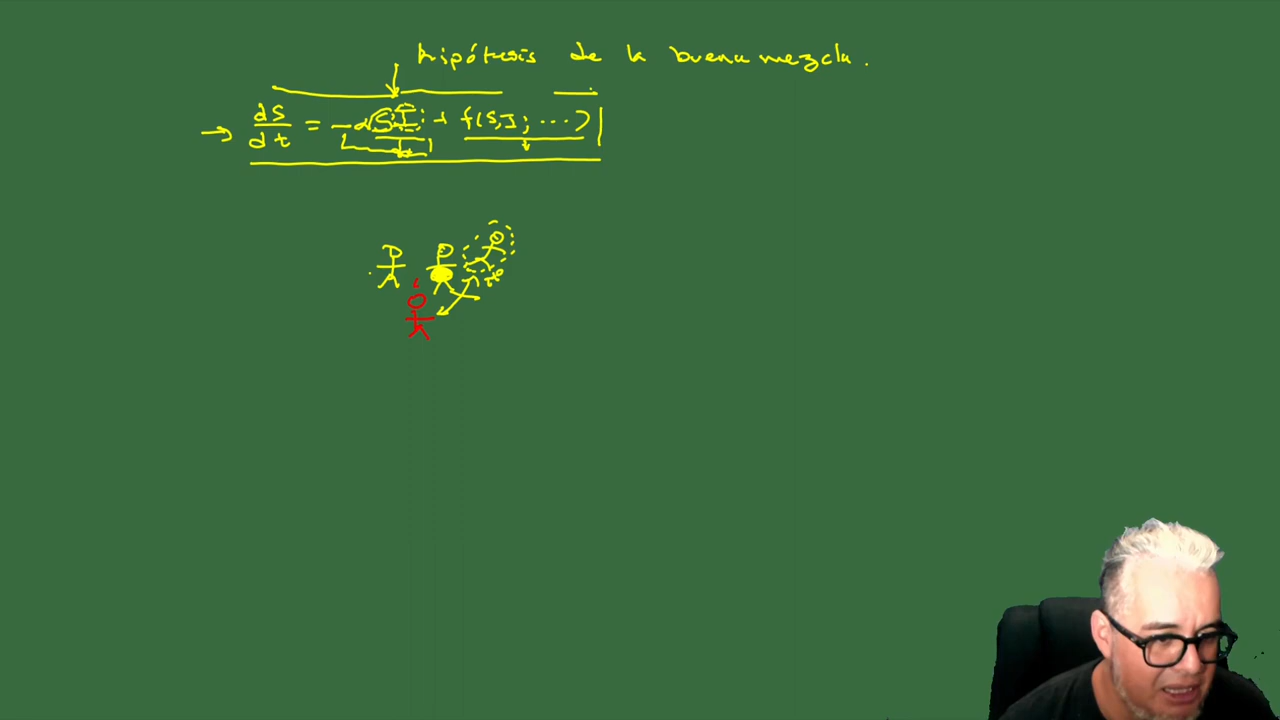 hipótesis de la buena mezcla.
→ dS/dt = -αSI + f(S,I; ...)